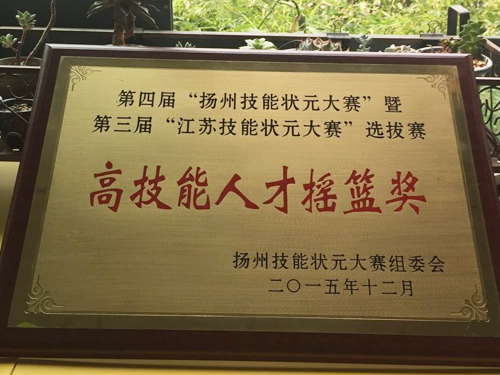 第四届“扬州技能状元大赛”暨
第三届“江苏技能状元大赛”选拔赛
高技能人才摇篮奖
扬州技能状元大赛组委会
二〇一五年十二月